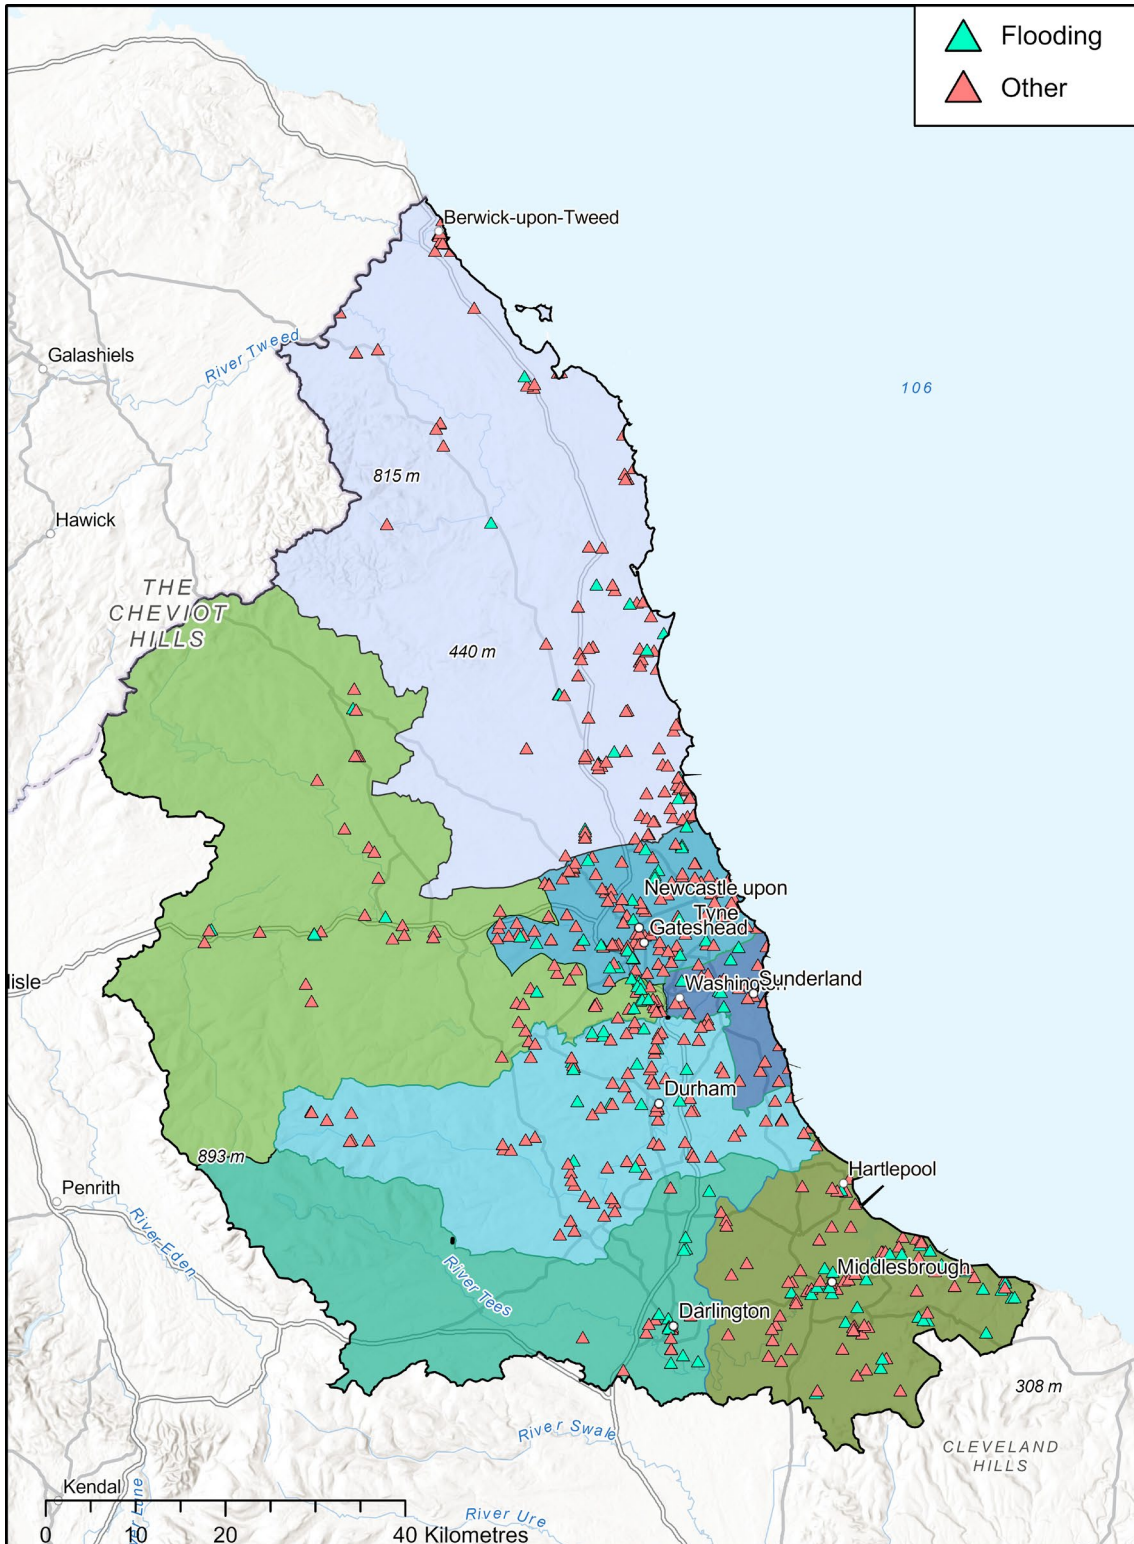 Flooding
Other
Berwick-upon-Tweed
Galashiels
River Tweed
106
815 m
Hawick
THE
CHEVIOT
HILLS
440 m
Newcastle upon
Tyne
Gateshead
lisle
Washington
Sunderland
Durham
893 m
Hartlepool
Penrith
River Eden
River Tees
Middlesbrough
Darlington
308 m
River Swale
CLEVELAND
HILLS
Kendal
River Ure
0 10 20 40 Kilometres